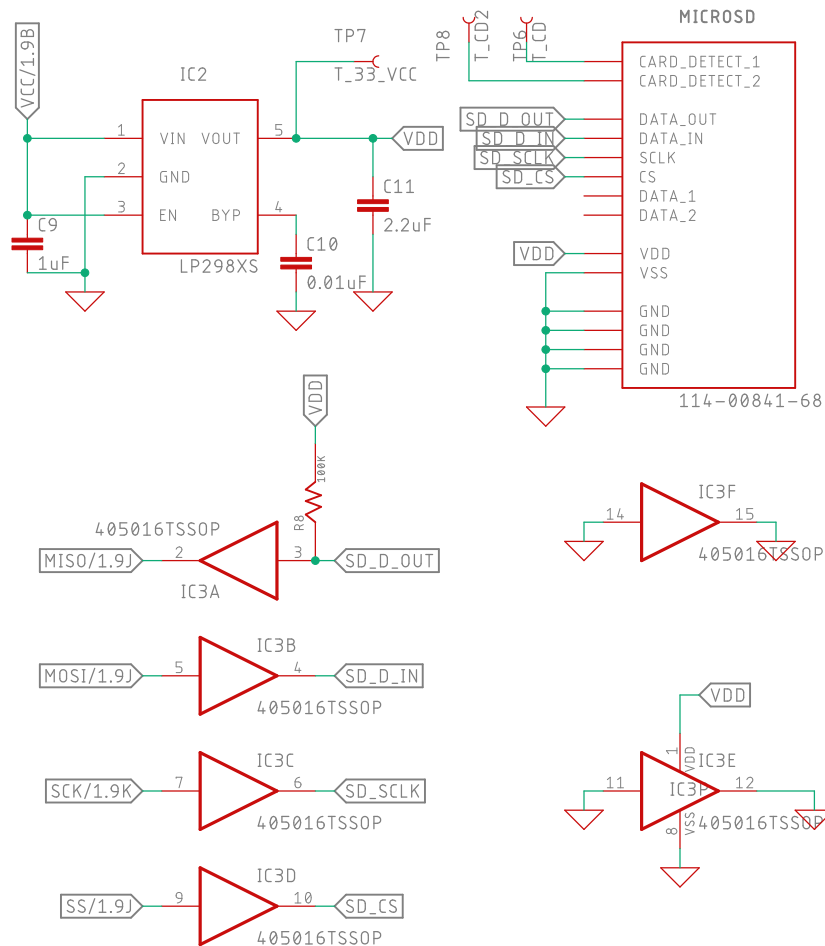 VCC/1.9B
IC2
TP7
T_33_VCC
1
VIN
VOUT
5
VDD
2
GND
3
EN
BYP
4
C9
1uF
LP298XS
C10
0.01uF
C11
2.2uF
TP8
T_CD2
TP6
T_CD
MICROSD
CARD_DETECT_1
CARD_DETECT_2
SD_D_OUT
DATA_OUT
SD_D_IN
DATA_IN
SD_SCLK
SCLK
SD_CS
CS
DATA_1
DATA_2
VDD
VDD
VSS
GND
GND
GND
GND
114-00841-68
VDD
100K
R8
405016TSSOP
MISO/1.9J
2
3
SD_D_OUT
IC3A
IC3B
MOSI/1.9J
5
4
SD_D_IN
405016TSSOP
IC3C
SCK/1.9K
7
6
SD_SCLK
405016TSSOP
IC3D
SS/1.9J
9
10
SD_CS
405016TSSOP
IC3F
14
15
405016TSSOP
VDD
1
VDD
IC3E
11
IC3P
12
8
VSS
405016TSSOP